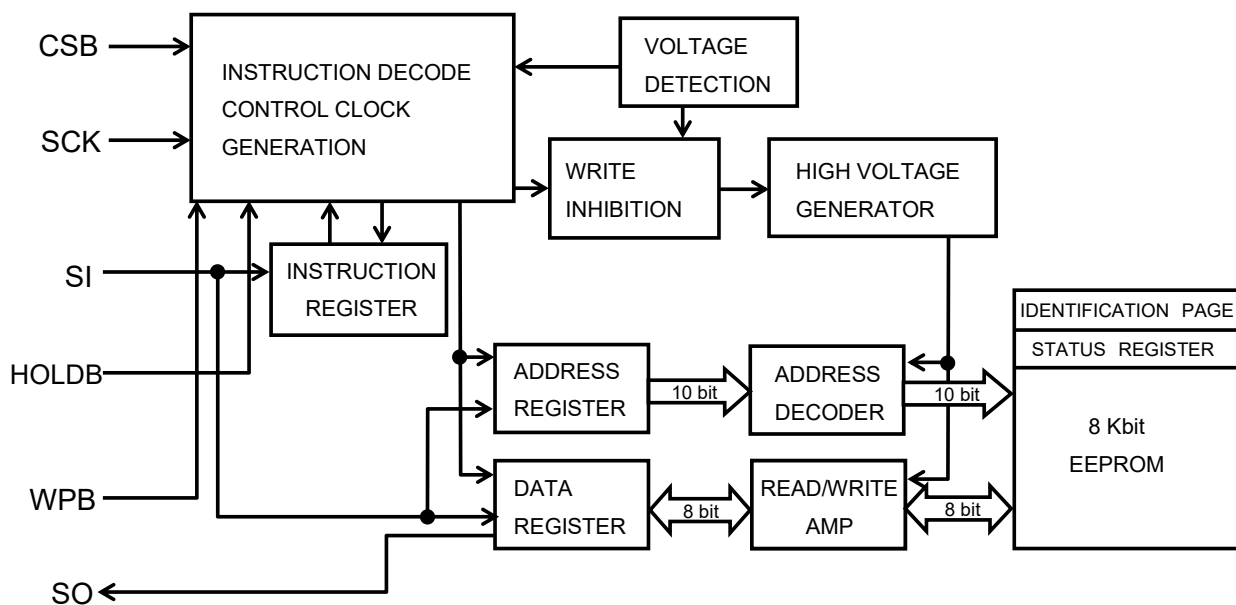 CSB
SCK
SI
HOLDB
WPB
SO
INSTRUCTION DECODE
CONTROL CLOCK
GENERATION
VOLTAGE
DETECTION
WRITE
INHIBITION
HIGH VOLTAGE
GENERATOR
INSTRUCTION
REGISTER
ADDRESS
REGISTER
10 bit
ADDRESS
DECODER
10 bit
DATA
REGISTER
8 bit
READ/WRITE
AMP
8 bit
IDENTIFICATION PAGE
STATUS REGISTER
8 Kbit
EEPROM